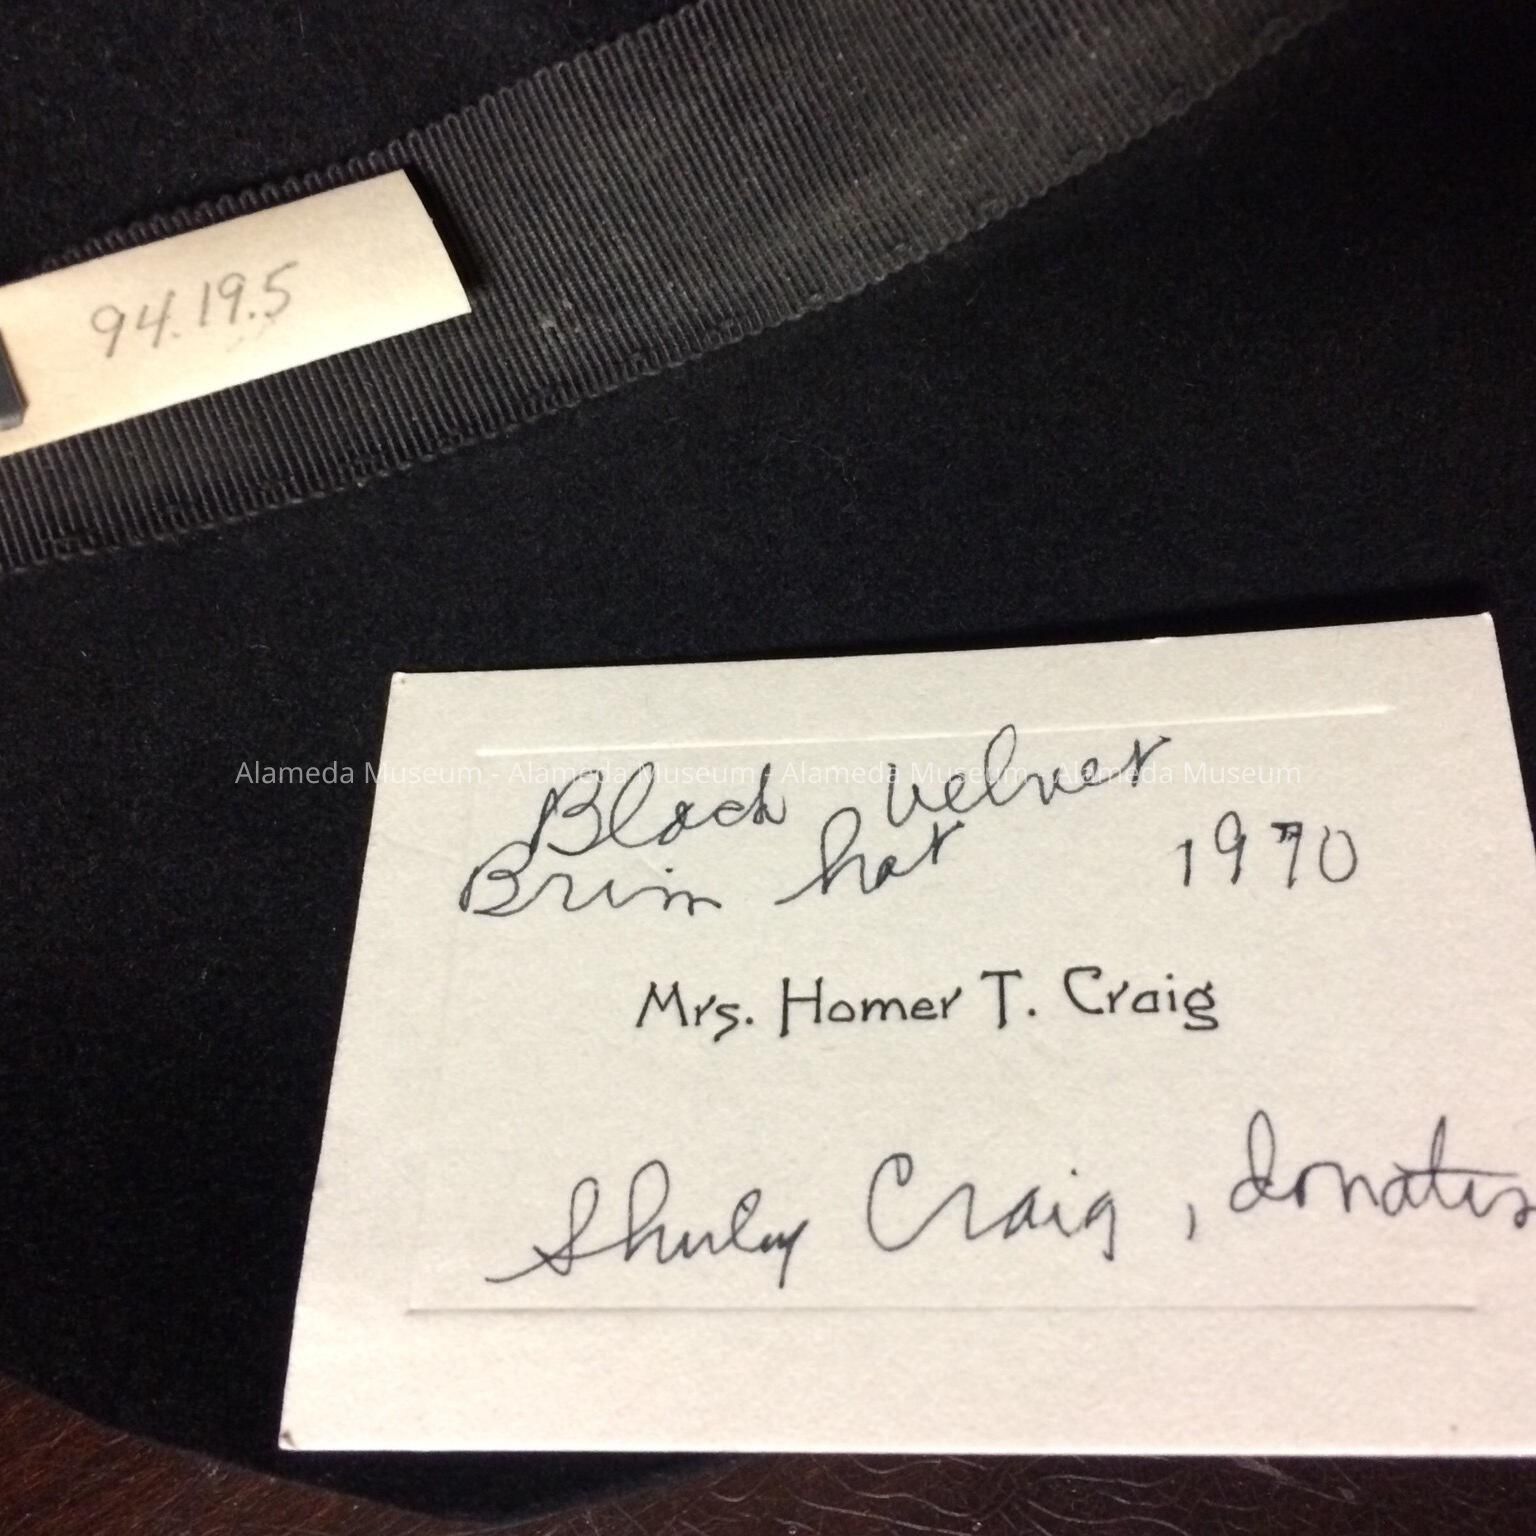 94.19.5
Alameda Museum - Alameda Museum - Alameda Museum - Alameda Museum
Black velvet
Brim hat 1970
Mrs. Homer T. Craig
Shirley Craig,